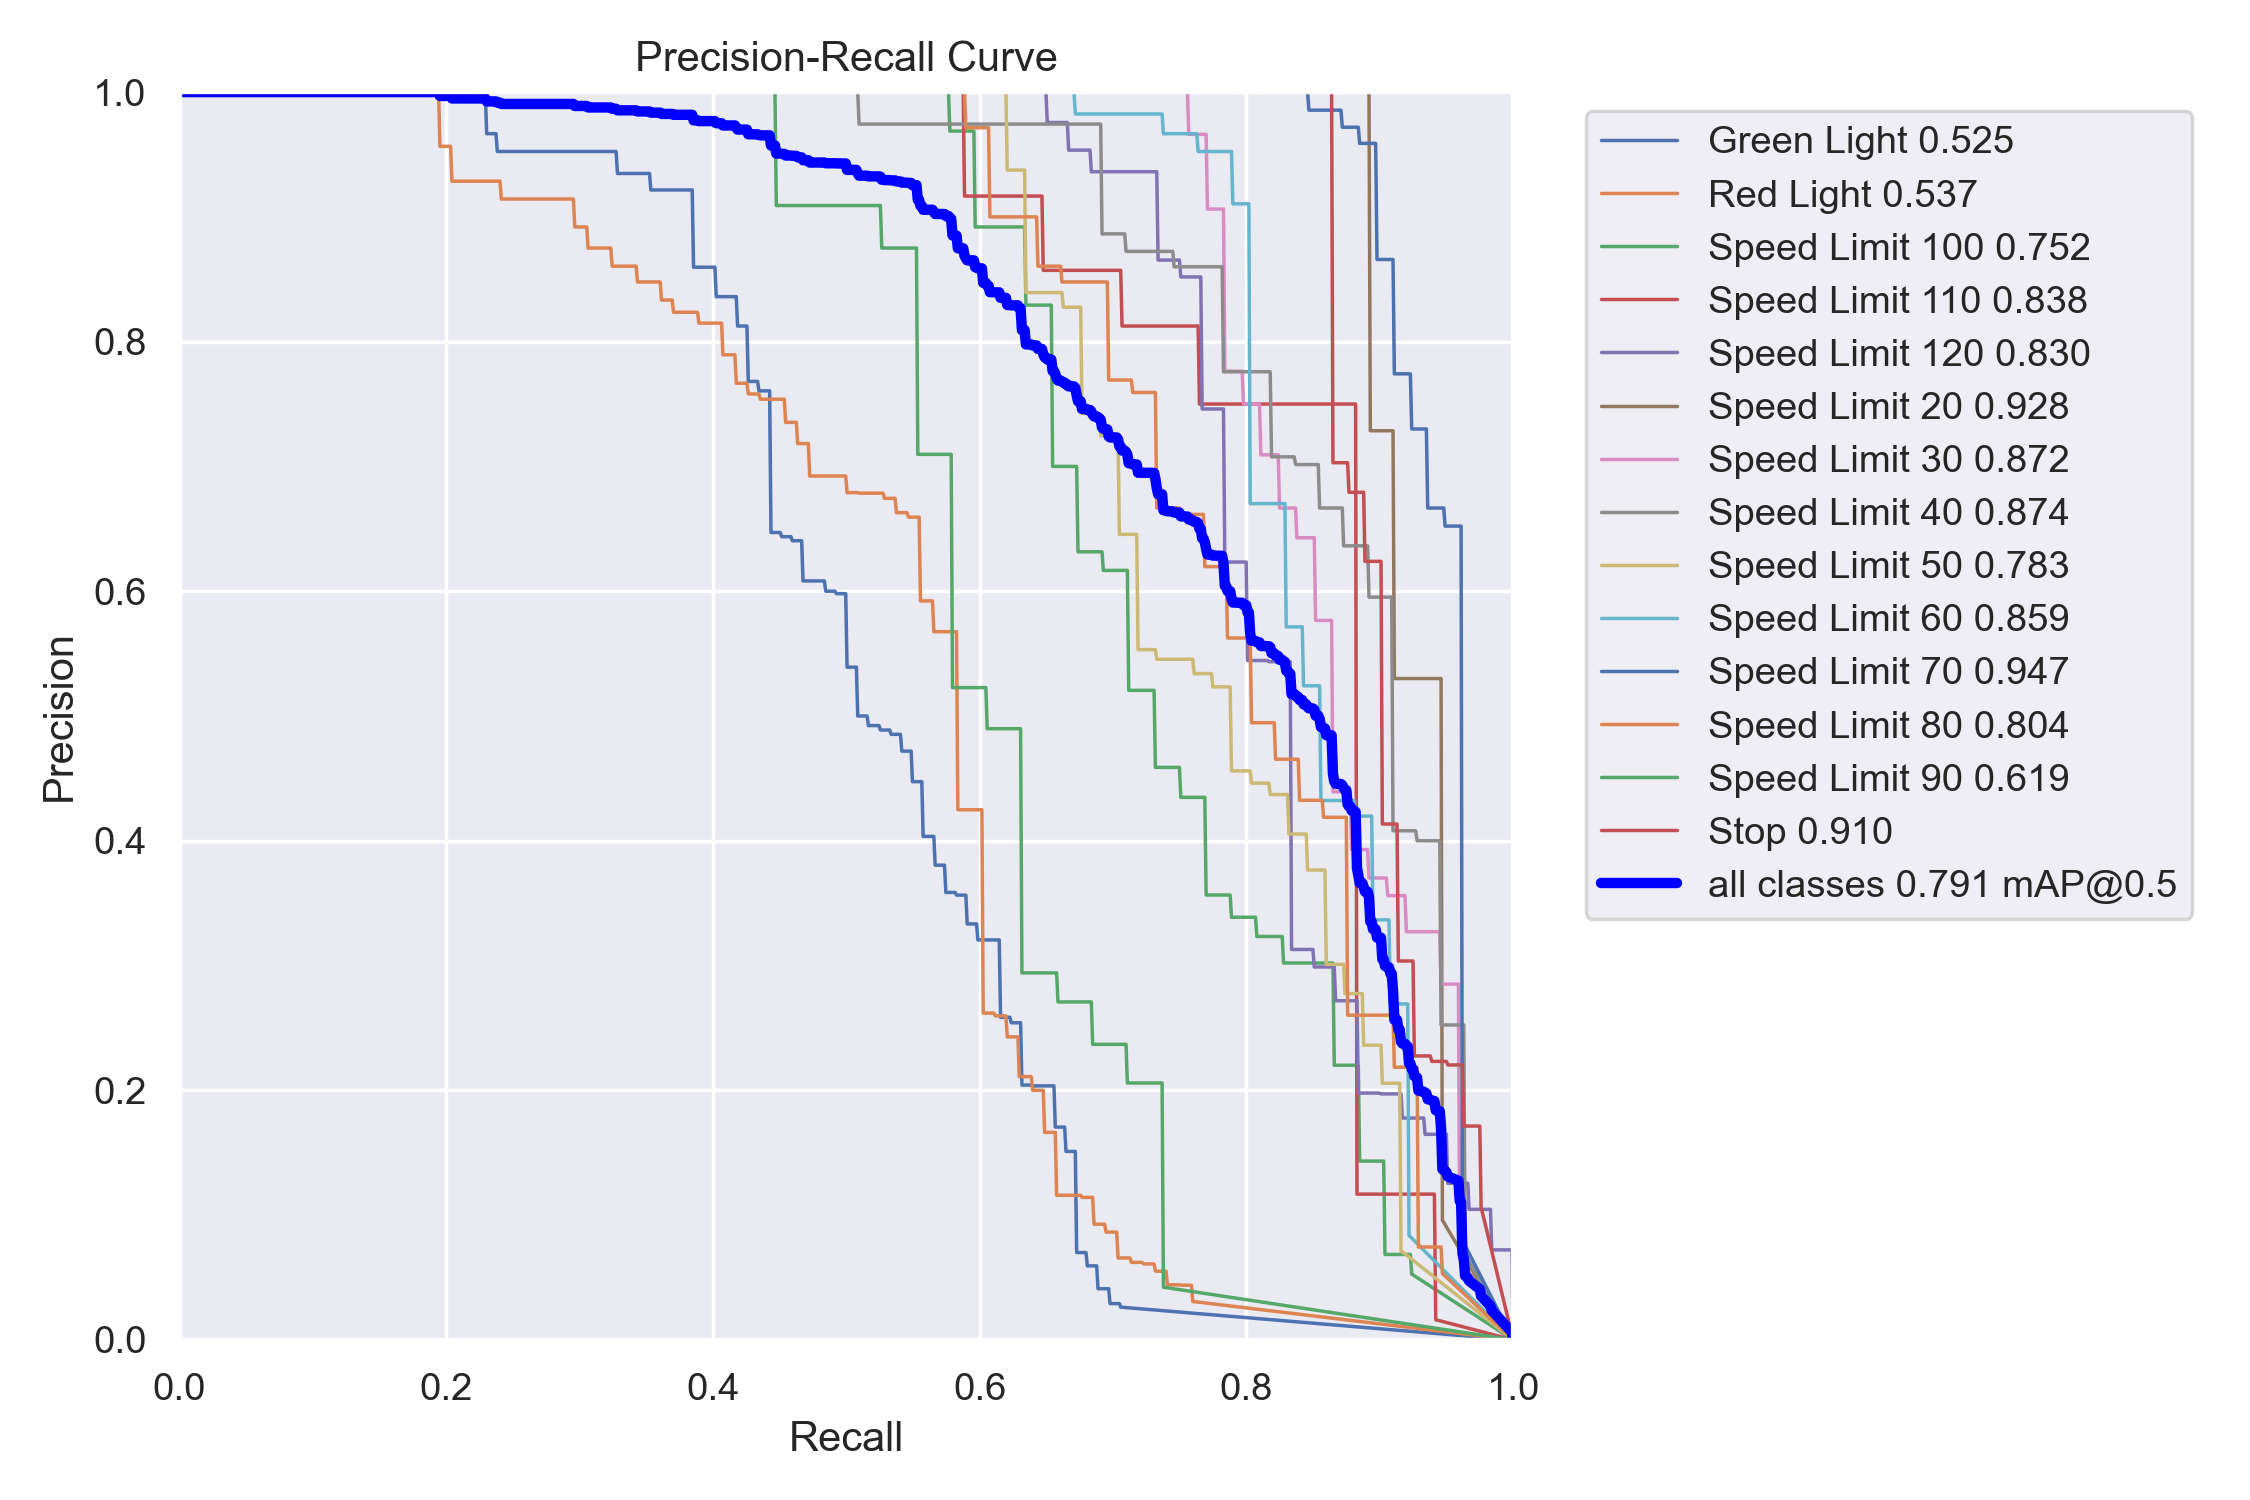 Precision-Recall Curve
1.0
0.8
0.6
0.4
0.2
0.0
Precision
0.0 0.2 0.4 0.6 0.8 1.0
Recall
Green Light 0.525
Red Light 0.537
Speed Limit 100 0.752
Speed Limit 110 0.838
Speed Limit 120 0.830
Speed Limit 20 0.928
Speed Limit 30 0.872
Speed Limit 40 0.874
Speed Limit 50 0.783
Speed Limit 60 0.859
Speed Limit 70 0.947
Speed Limit 80 0.804
Speed Limit 90 0.619
Stop 0.910
all classes 0.791 mAP@0.5